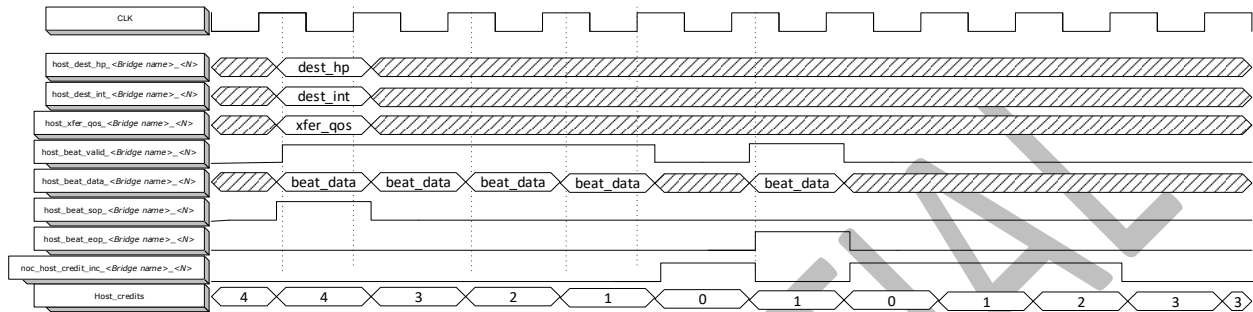 CLK
host_dest_hp_<Bridge name>_<N>
dest_hp
host_dest_int_<Bridge name>_<N>
dest_int
host_xfer_qos_<Bridge name>_<N>
xfer_qos
host_beat_valid_<Bridge name>_<N>
host_beat_data_<Bridge name>_<N>
beat_data beat_data beat_data beat_data beat_data
host_beat_sop_<Bridge name>_<N>
host_beat_eop_<Bridge name>_<N>
noc_host_credit_inc_<Bridge name>_<N>
Host_credits
4 4 3 2 1 0 1 0 1 2 3 3